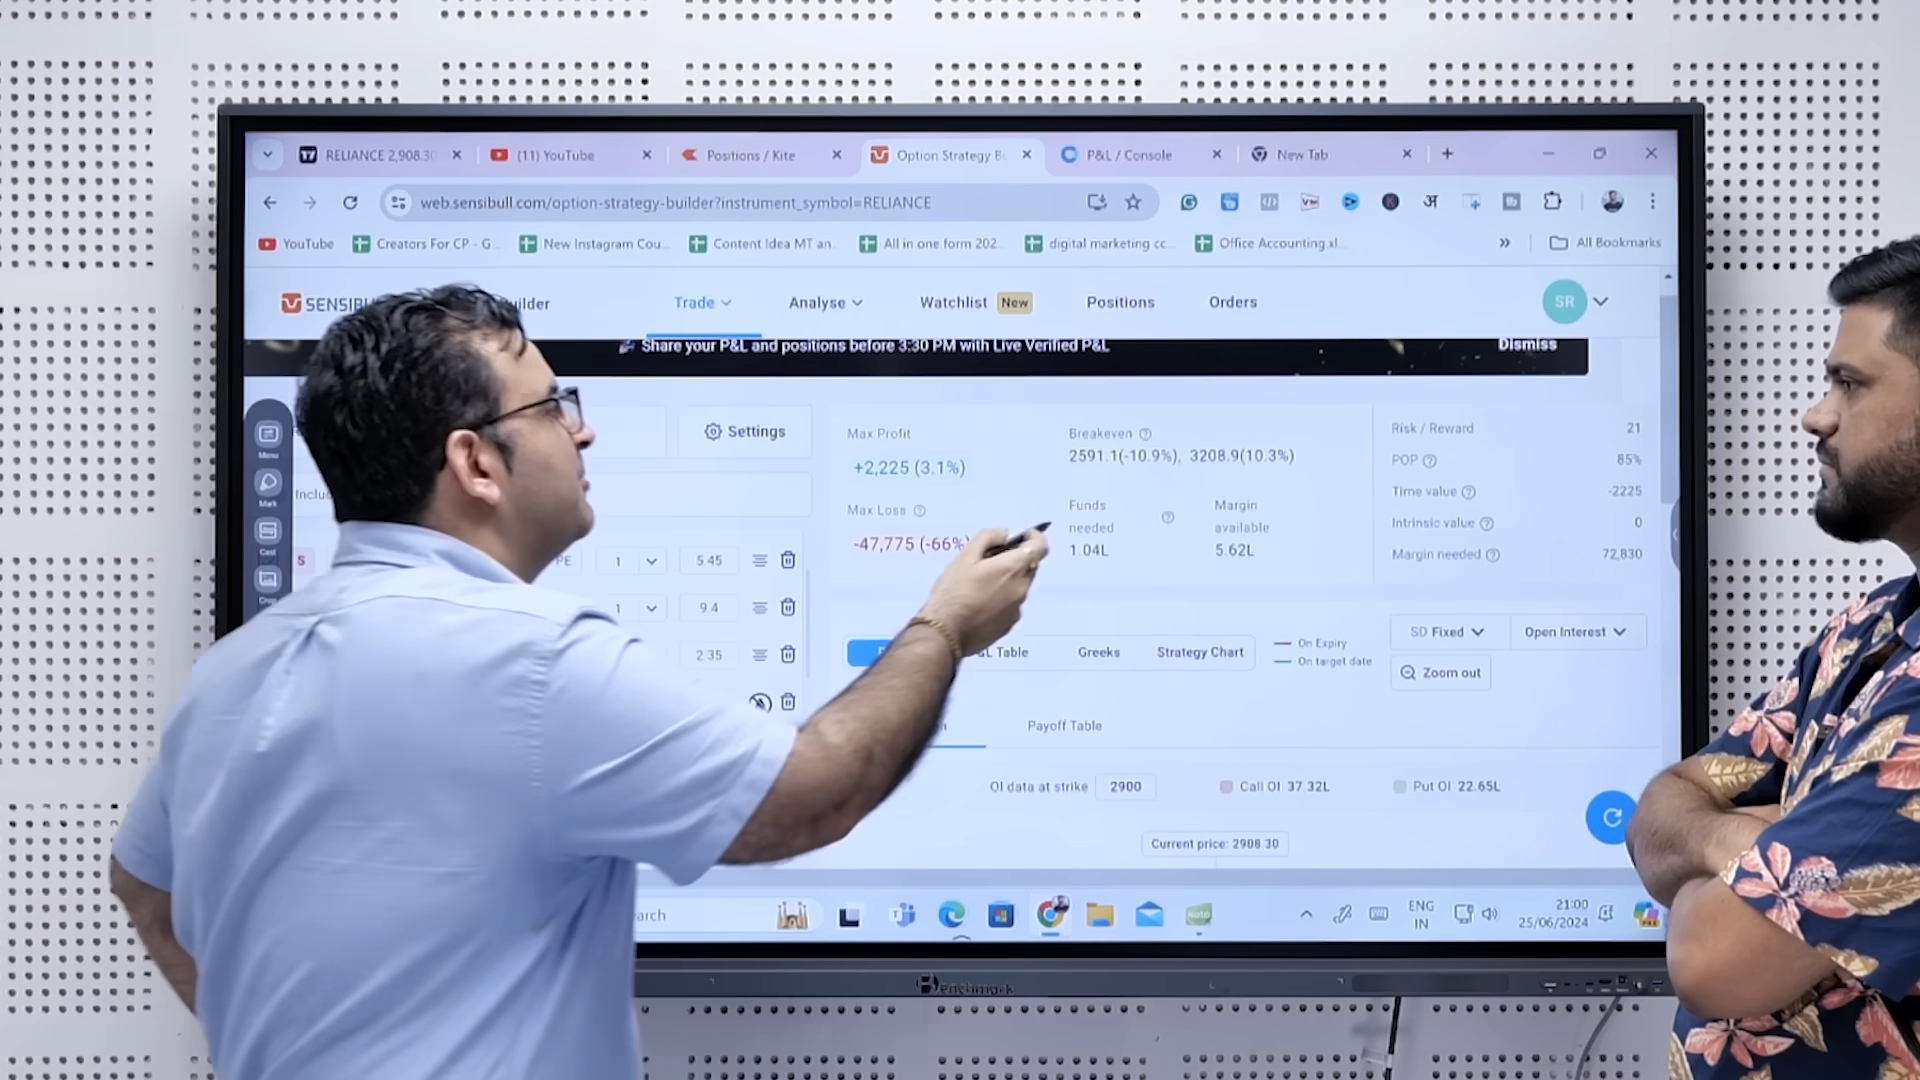 RELIANCE 2,908.30
(11) YouTube
Positions / Kite
Option Strategy B
P&L / Console
New Tab
web.sensibull.com/option-strategy-builder?instrument_symbol=RELIANCE
YouTube
Creators For CP - G
New Instagram Cou...
Content Idea MT an
All in one form 202
digital marketing cc
Office Accounting.xl...
All Bookmarks
SENSIBU
uilder
Trade
Analyse
Watchlist New
Positions
Orders
SR
Share your P&L and positions before 3:30 PM with Live Verified P&L
Dismiss
Menu
Mark
Cast
Settings
Inclu
S
PE
1
5.45
1
9.4
2.35
Max Profit
+2,225 (3.1%)
Max Loss
-47,775 (-66%)
Breakeven
2591.1(-10.9%), 3208.9(10.3%)
Funds needed
1.04L
Margin available
5.62L
Risk / Reward 21
POP 85%
Time value -2225
Intrinsic value 0
Margin needed 72,830
L Table
Greeks
Strategy Chart
On Expiry
On target date
SD Fixed
Open Interest
Zoom out
Payoff Table
OI data at strike 2900
Call OI 37.32L
Put OI 22.65L
Current price: 2908.30
arch
ENG
IN
21:00
25/06/2024
Benchmark